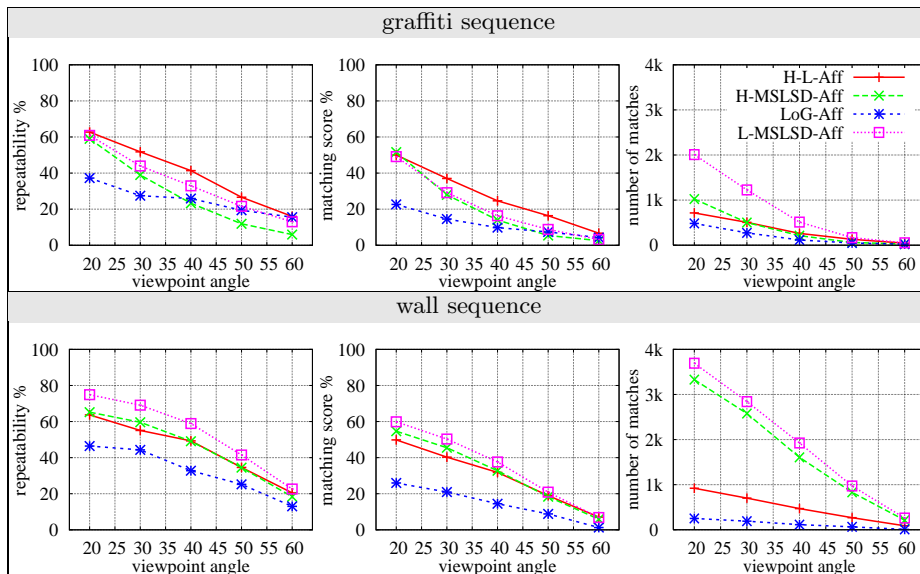 graffiti sequence
repeatability %
100
80
60
40
20
0
20 25 30 35 40 45 50 55 60
viewpoint angle
matching score %
100
80
60
40
20
0
20 25 30 35 40 45 50 55 60
viewpoint angle
number of matches
4k
3k
2k
1k
0
H-L-Aff
H-MSLSD-Aff
LoG-Aff
L-MSLSD-Aff
20 25 30 35 40 45 50 55 60
viewpoint angle
wall sequence
repeatability %
100
80
60
40
20
0
20 25 30 35 40 45 50 55 60
viewpoint angle
matching score %
100
80
60
40
20
0
20 25 30 35 40 45 50 55 60
viewpoint angle
number of matches
4k
3k
2k
1k
0
20 25 30 35 40 45 50 55 60
viewpoint angle